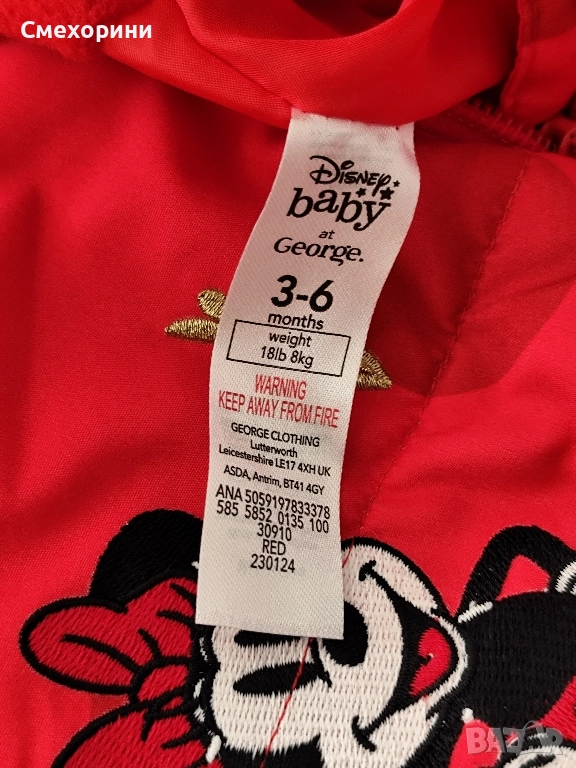 Смехорини
Disney
baby
at
George.
3-6
months
weight
18lb 8kg
WARNING
KEEP AWAY FROM FIRE
GEORGE CLOTHING
Lutterworth
Leicestershire LE17 4XH UK
ASDA, Antrim, BT41 4GY
ANA 5059197833378
585 5852 0135 100
30910
RED
230124
BAZAR